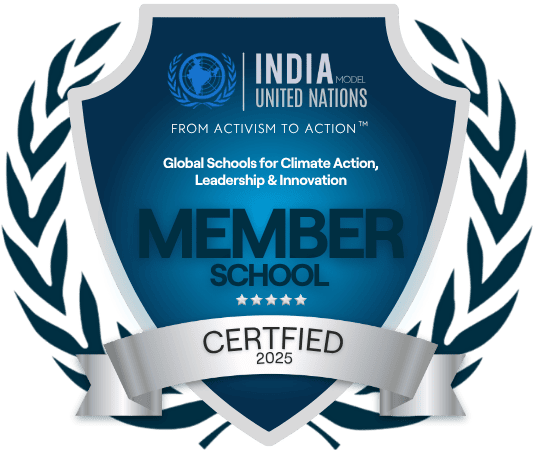 INDIA MODEL
UNITED NATIONS
FROM ACTIVISM TO ACTION™
Global Schools for Climate Action,
Leadership & Innovation
MEMBER
SCHOOL
CERTFIED
2025